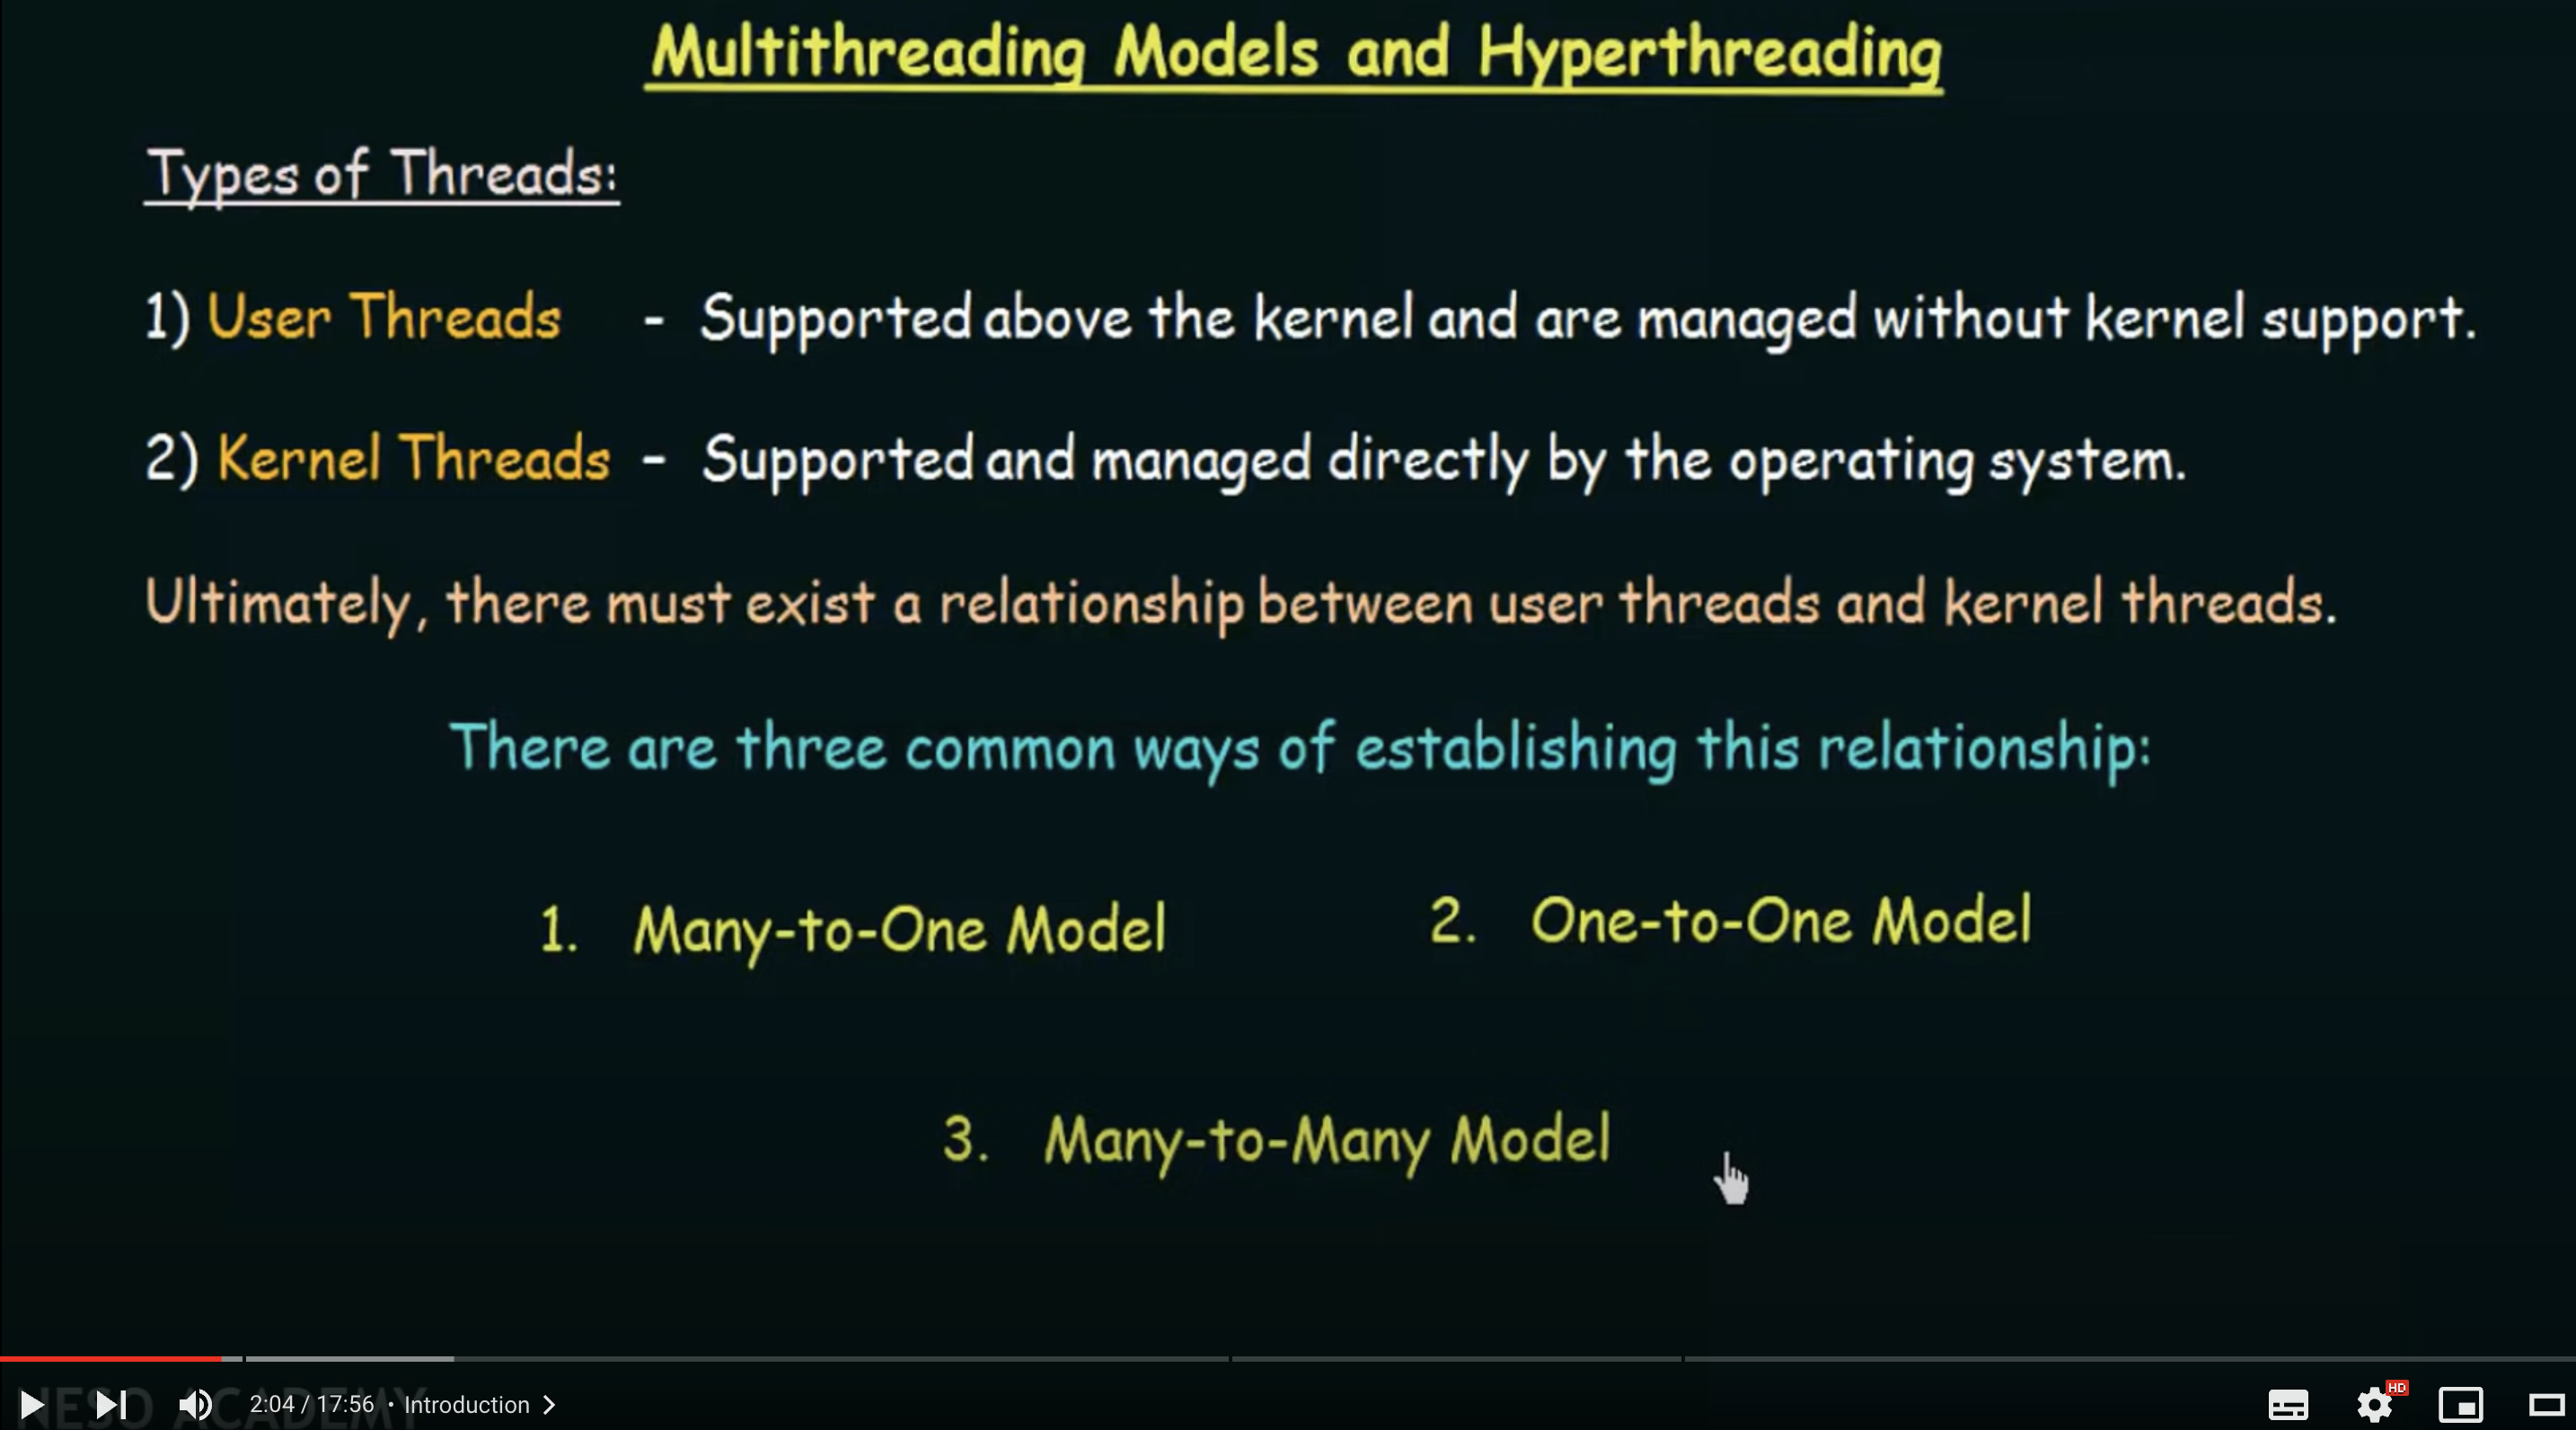 Multithreading Models and Hyperthreading
Types of Threads:
1) User Threads - Supported above the kernel and are managed without kernel support.
2) Kernel Threads - Supported and managed directly by the operating system.
Ultimately, there must exist a relationship between user threads and kernel threads.
There are three common ways of establishing this relationship:
1. Many-to-One Model
2. One-to-One Model
3. Many-to-Many Model
NESO ACADEMY
2:04 / 17:56 • Introduction
HD